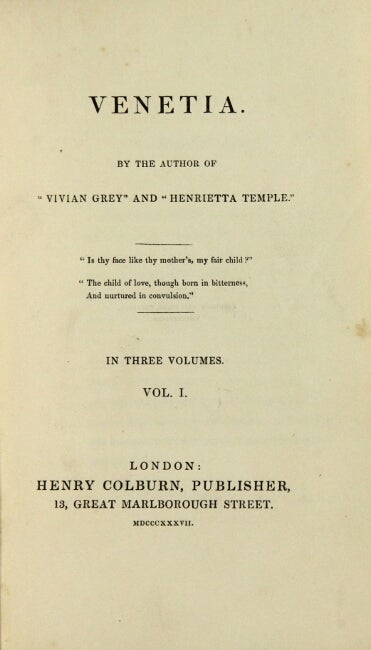 VENETIA.
BY THE AUTHOR OF
"VIVIAN GREY" AND "HENRIETTA TEMPLE."
"Is thy face like thy mother's, my fair child?"
"The child of love, though born in bitterness,
And nurtured in convulsion."
IN THREE VOLUMES.
VOL. I.
LONDON:
HENRY COLBURN, PUBLISHER,
13, GREAT MARLBOROUGH STREET.
MDCCCXXXVII.